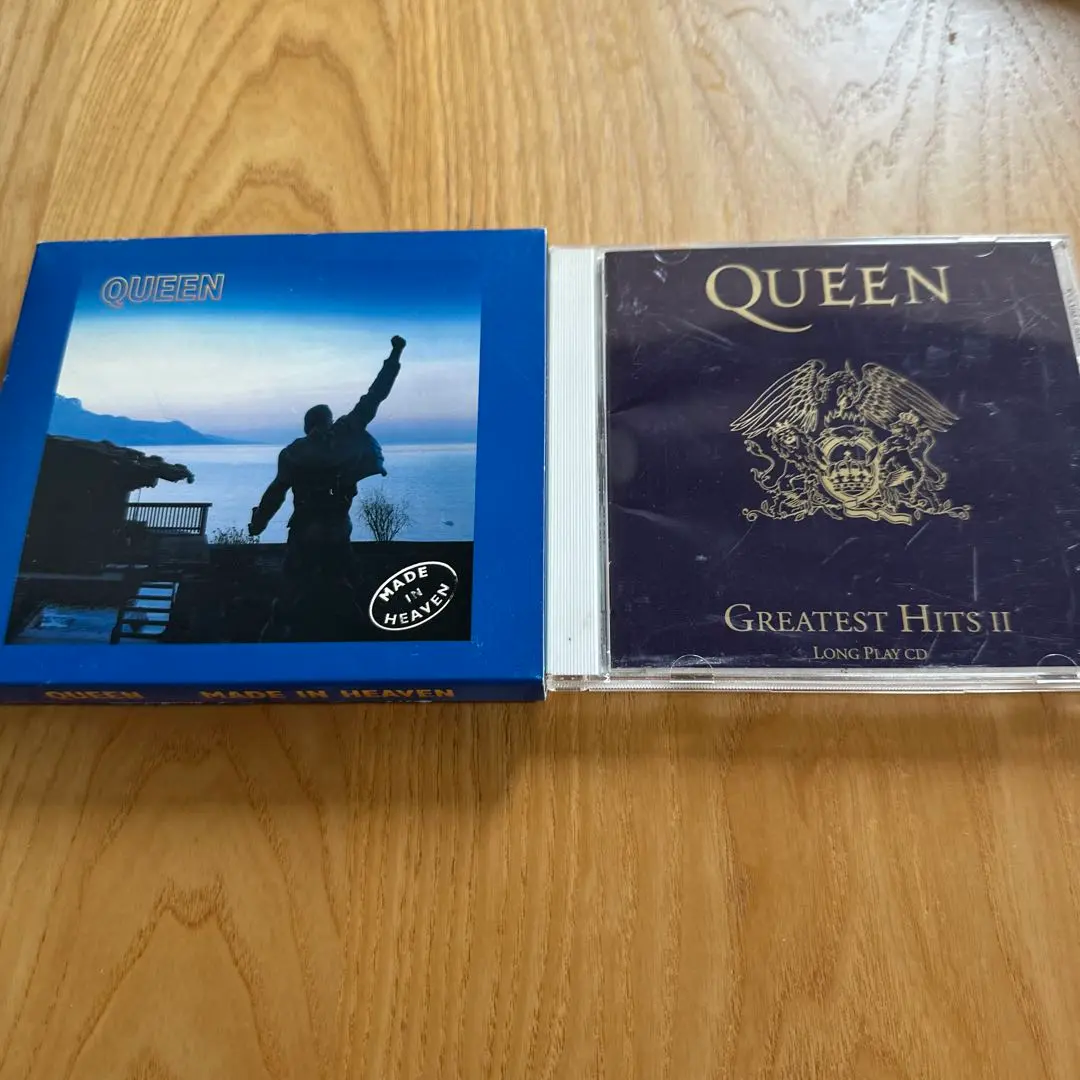 QUEEN
MADE
IN
HEAVEN
QUEEN MADE IN HEAVEN
QUEEN
GREATEST HITS II
LONG PLAY CD